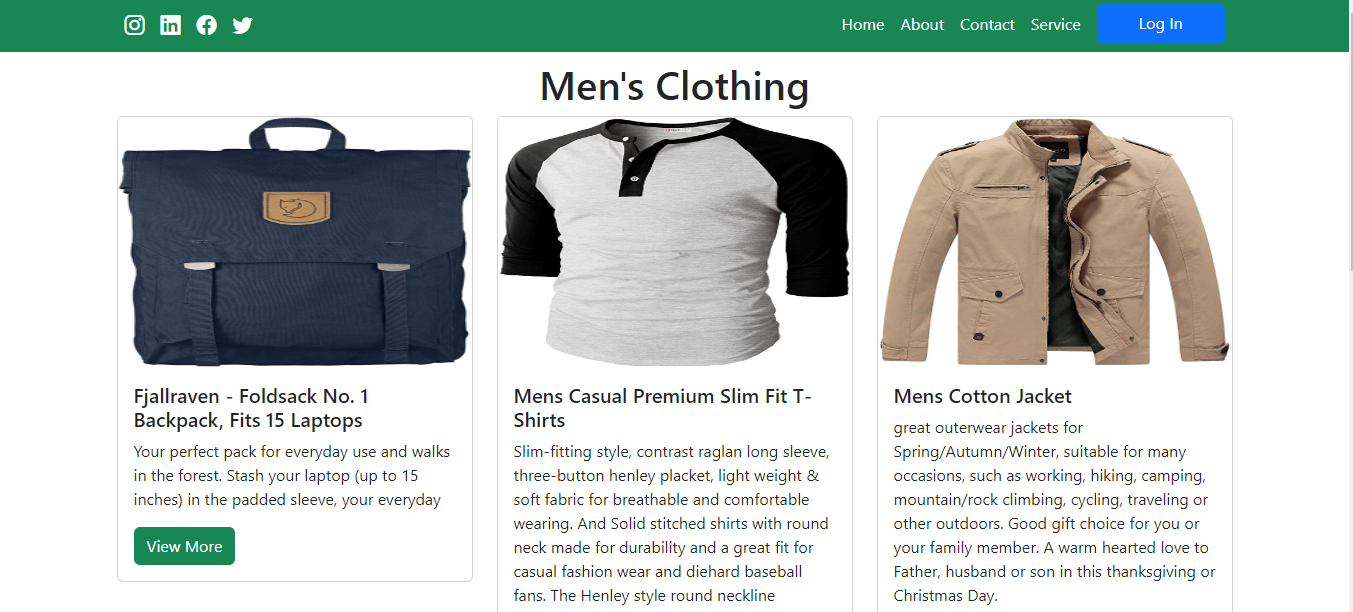 Home About Contact Service Log In
Men's Clothing
Fjallraven - Foldsack No. 1
Backpack, Fits 15 Laptops
Your perfect pack for everyday use and walks
in the forest. Stash your laptop (up to 15
inches) in the padded sleeve, your everyday
View More
Mens Casual Premium Slim Fit T-
Shirts
Slim-fitting style, contrast raglan long sleeve,
three-button henley placket, light weight &
soft fabric for breathable and comfortable
wearing. And Solid stitched shirts with round
neck made for durability and a great fit for
casual fashion wear and diehard baseball
fans. The Henley style round neckline
Mens Cotton Jacket
great outerwear jackets for
Spring/Autumn/Winter, suitable for many
occasions, such as working, hiking, camping,
mountain/rock climbing, cycling, traveling or
other outdoors. Good gift choice for you or
your family member. A warm hearted love to
Father, husband or son in this thanksgiving or
Christmas Day.